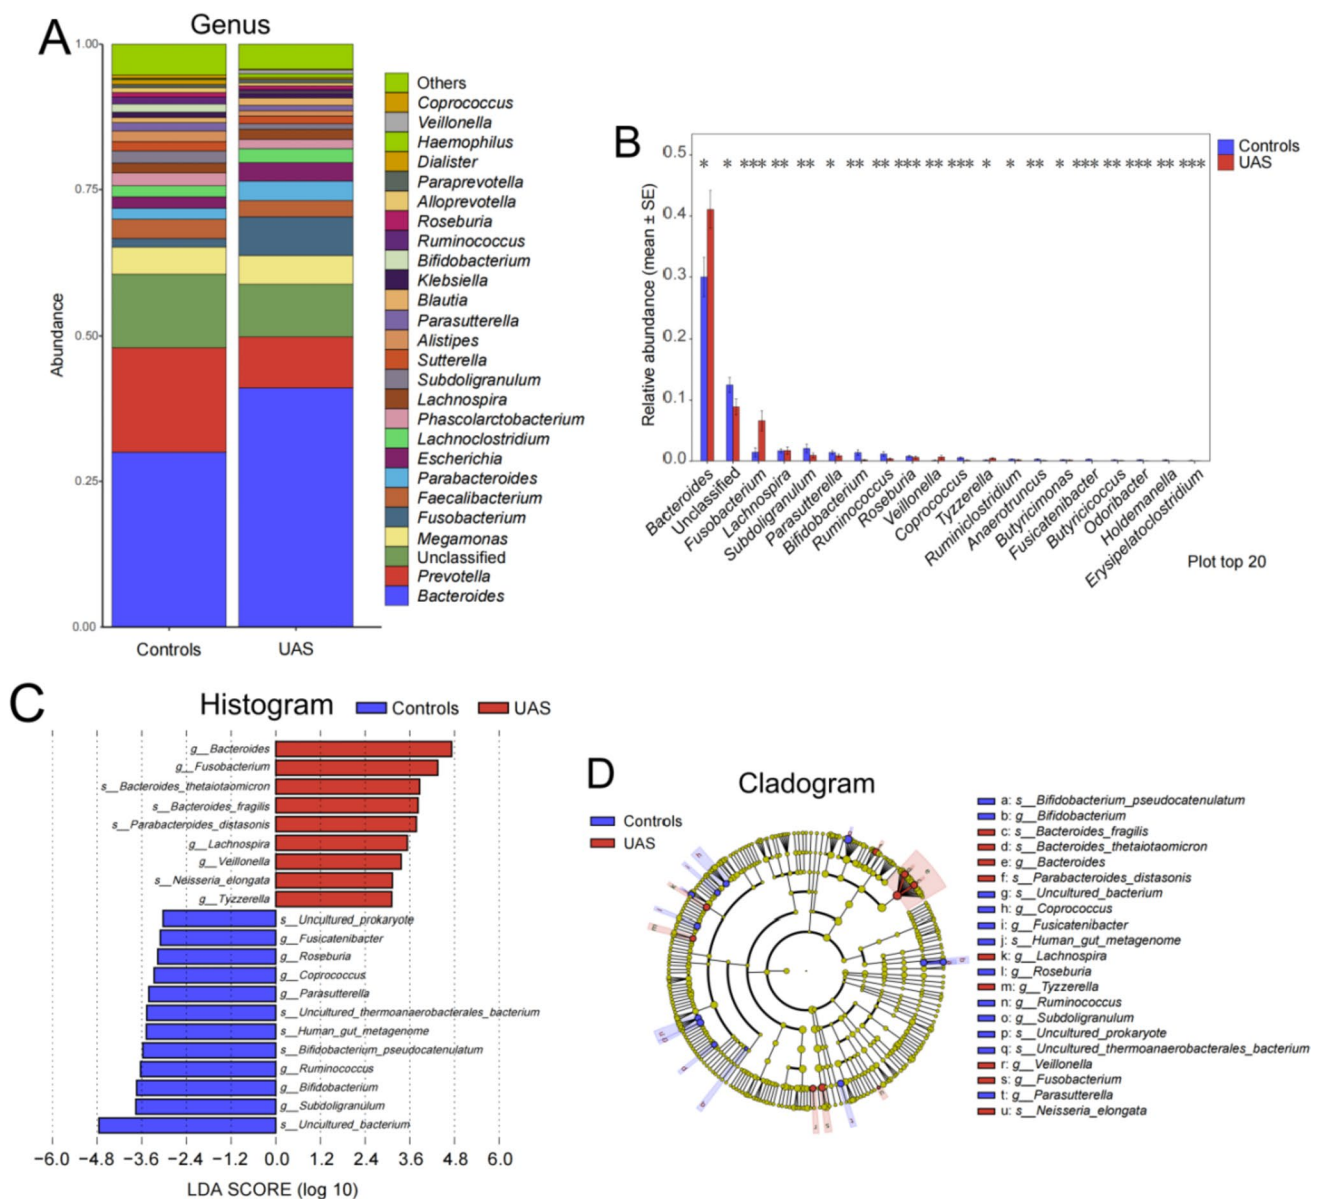 A
Genus
1.00
0.75
0.50
0.25
0.00
Abundance
Controls
UAS
Others
Coprococcus
Veillonella
Haemophilus
Dialister
Paraprevotella
Alloprevotella
Roseburia
Ruminococcus
Bifidobacterium
Klebsiella
Blautia
Parasutterella
Alistipes
Sutterella
Subdoligranulum
Lachnospira
Phascolarctobacterium
Lachnoclostridium
Escherichia
Parabacteroides
Faecalibacterium
Fusobacterium
Megamonas
Unclassified
Prevotella
Bacteroides
B
Controls
UAS
Relative abundance (mean ± SE)
0.5
0.4
0.3
0.2
0.1
0.0
* * *** ** ** * ** ** *** ** *** * * ** * *** ** *** ** ***
Bacteroides
Unclassified
Fusobacterium
Lachnospira
Subdoligranulum
Parasutterella
Bifidobacterium
Ruminococcus
Roseburia
Veillonella
Coprococcus
Tyzzerella
Ruminiclostridium
Anaerotruncus
Butyricimonas
Fusicatenibacter
Butyricicoccus
Odoribacter
Holdemanella
Erysipelatoclostridium
Plot top 20
C
Histogram
Controls
UAS
g__Bacteroides
g__Fusobacterium
s__Bacteroides_thetaiotaomicron
s__Bacteroides_fragilis
s__Parabacteroides_distasonis
g__Lachnospira
g__Veillonella
s__Neisseria_elongata
g__Tyzzerella
s__Uncultured_prokaryote
g__Fusicatenibacter
g__Roseburia
g__Coprococcus
g__Parasutterella
s__Uncultured_thermoanaerobacterales_bacterium
s__Human_gut_metagenome
s__Bifidobacterium_pseudocatenulatum
g__Ruminococcus
g__Bifidobacterium
g__Subdoligranulum
s__Uncultured_bacterium
−6.0 −4.8 −3.6 −2.4 −1.2 0.0 1.2 2.4 3.6 4.8 6.0
LDA SCORE (log 10)
D
Cladogram
Controls
UAS
a: s__Bifidobacterium_pseudocatenulatum
b: g__Bifidobacterium
c: s__Bacteroides_fragilis
d: s__Bacteroides_thetaiotaomicron
e: g__Bacteroides
f: s__Parabacteroides_distasonis
g: s__Uncultured_bacterium
h: g__Coprococcus
i: g__Fusicatenibacter
j: s__Human_gut_metagenome
k: g__Lachnospira
l: g__Roseburia
m: g__Tyzzerella
n: g__Ruminococcus
o: g__Subdoligranulum
p: s__Uncultured_prokaryote
q: s__Uncultured_thermoanaerobacterales_bacterium
r: g__Veillonella
s: g__Fusobacterium
t: g__Parasutterella
u: s__Neisseria_elongata